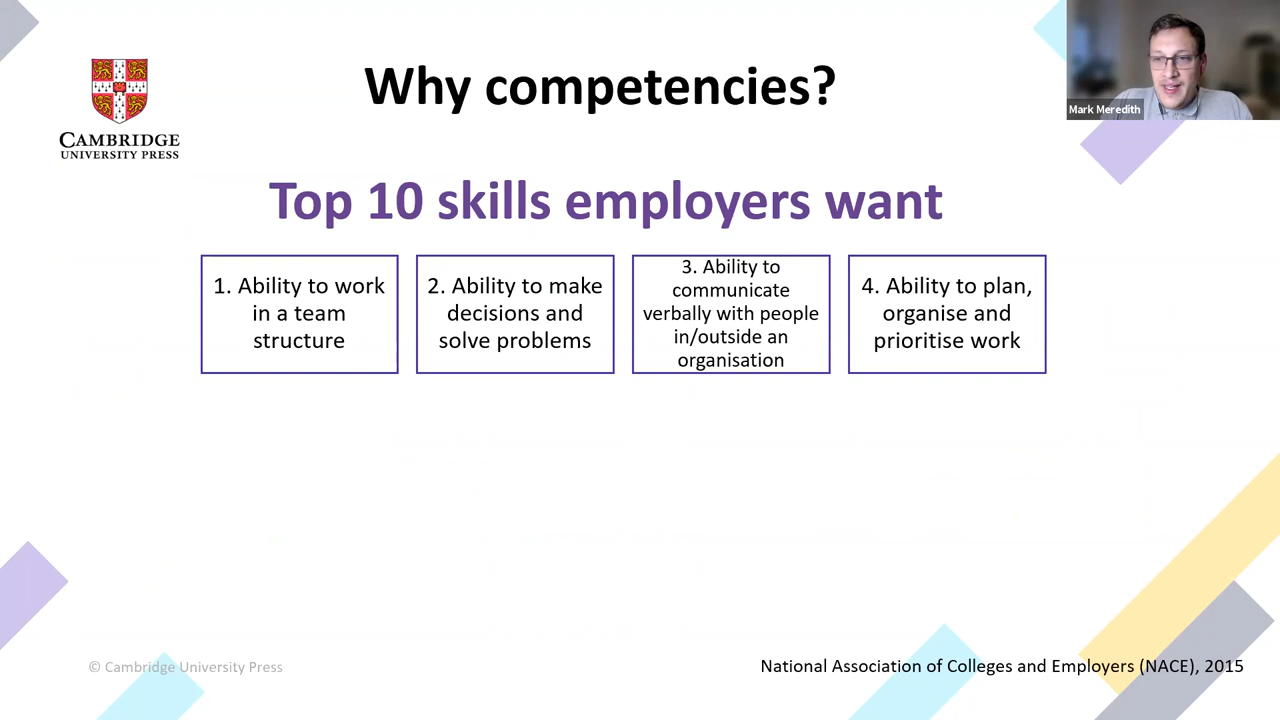 Why competencies?
Mark Meredith
CAMBRIDGE
UNIVERSITY PRESS
Top 10 skills employers want
1. Ability to work
in a team
structure
2. Ability to make
decisions and
solve problems
3. Ability to
communicate
verbally with people
in/outside an
organisation
4. Ability to plan,
organise and
prioritise work
© Cambridge University Press
National Association of Colleges and Employers (NACE), 2015